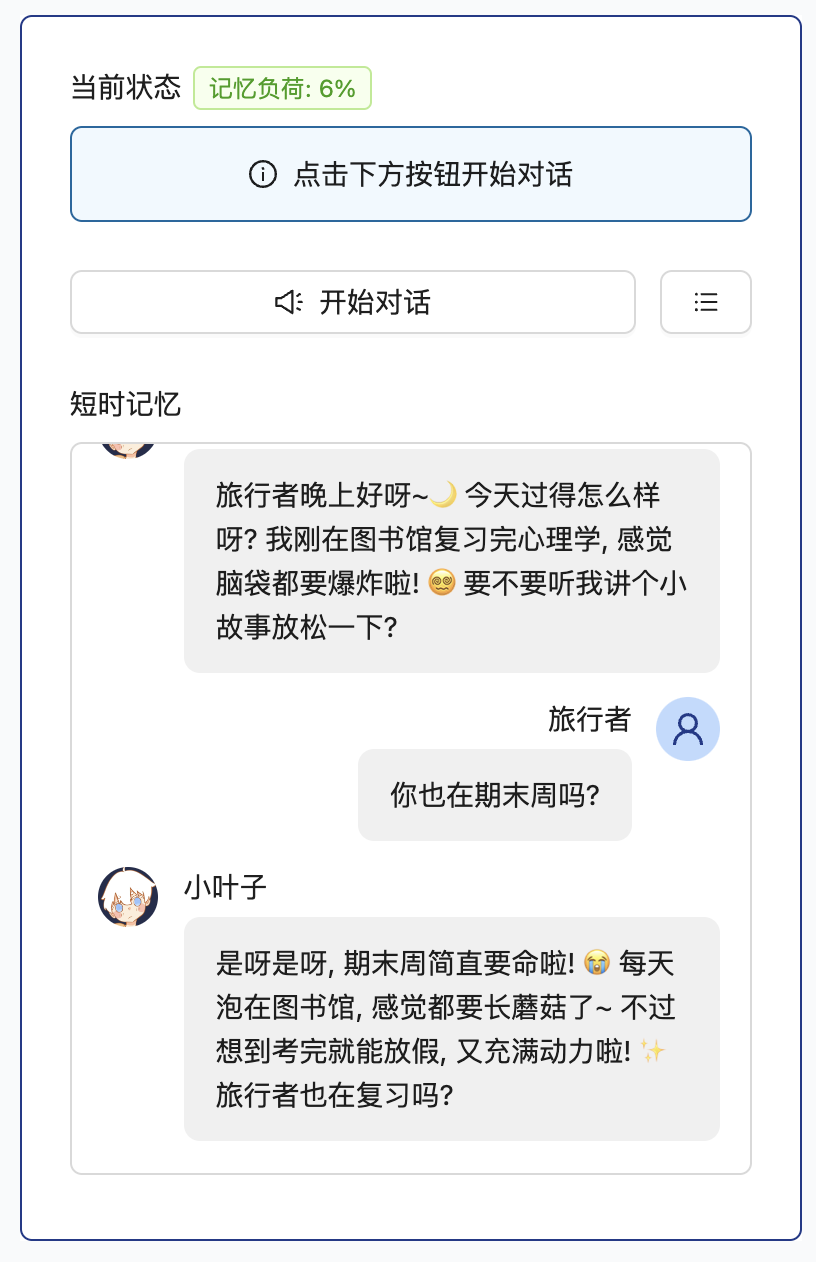 当前状态 记忆负荷: 6%
点击下方按钮开始对话
开始对话
短时记忆
旅行者晚上好呀~🌙 今天过得怎么样
呀? 我刚在图书馆复习完心理学, 感觉
脑袋都要爆炸啦! 😵‍💫 要不要听我讲个小
故事放松一下?
旅行者
你也在期末周吗?
小叶子
是呀是呀, 期末周简直要命啦! 😭 每天
泡在图书馆, 感觉都要长蘑菇了~ 不过
想到考完就能放假, 又充满动力啦! ✨
旅行者也在复习吗?